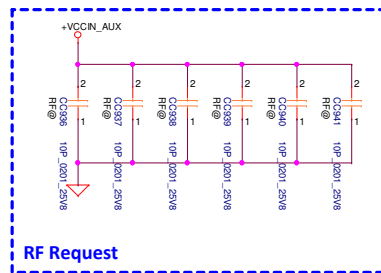 +VCCIN_AUX
2
2
2
2
2
2
CC936
RF@
CC937
RF@
CC938
RF@
CC939
RF@
CC940
RF@
CC941
RF@
1
1
1
1
1
1
10P_0201_25V8
10P_0201_25V8
10P_0201_25V8
10P_0201_25V8
10P_0201_25V8
10P_0201_25V8
RF Request